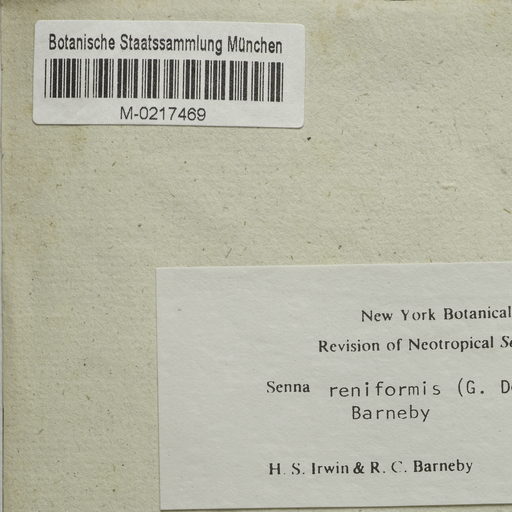 Botanische Staatssammlung München
M-0217469
New York Botanical
Revision of Neotropical
Senna reniformis (G.
Barneby
H. S. Irwin & R. C. Barneby